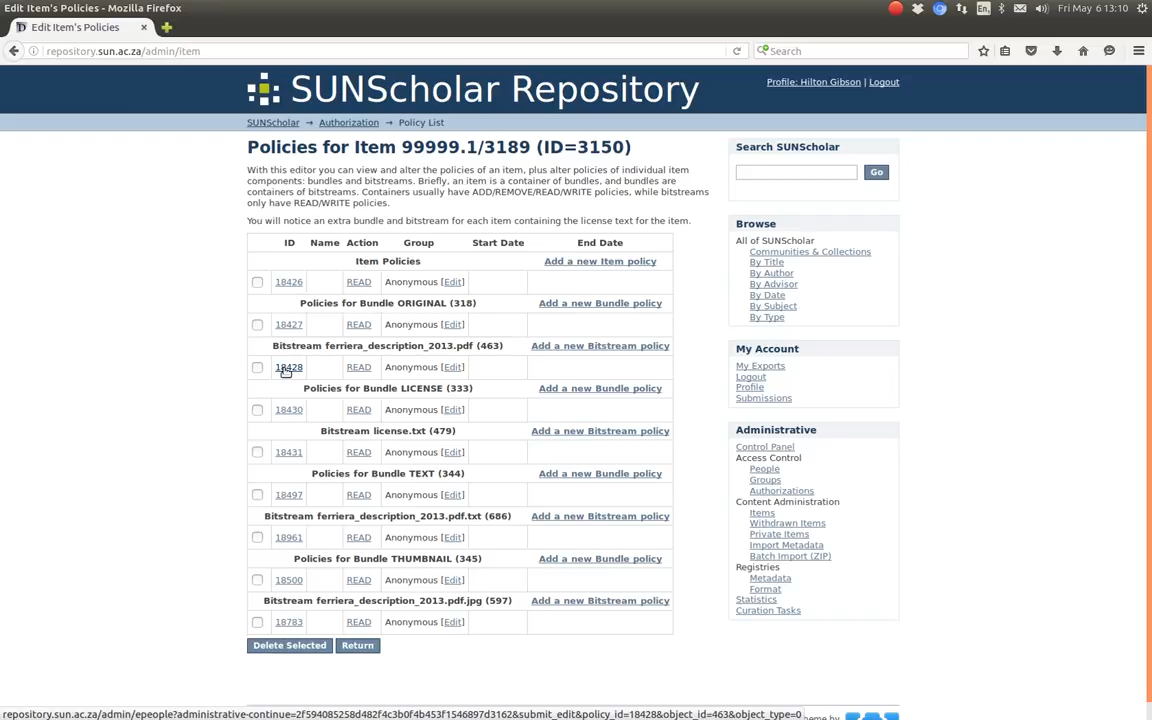 Edit Item's Policies - Mozilla Firefox
En
Fri May 6 13:10
Edit Item's Policies
repository.sun.ac.za/admin/item
Search
SUNScholar Repository
Profile: Hilton Gibson | Logout
SUNScholar → Authorization → Policy List
Policies for Item 99999.1/3189 (ID=3150)
With this editor you can view and alter the policies of an item, plus alter policies of individual item
components: bundles and bitstreams. Briefly, an item is a container of bundles, and bundles are
containers of bitstreams. Containers usually have ADD/REMOVE/READ/WRITE policies, while bitstreams
only have READ/WRITE policies.
You will notice an extra bundle and bitstream for each item containing the license text for the item.
ID Name Action Group Start Date End Date
Item Policies Add a new Item policy
18426 READ Anonymous [Edit]
Policies for Bundle ORIGINAL (318) Add a new Bundle policy
18427 READ Anonymous [Edit]
Bitstream ferriera_description_2013.pdf (463) Add a new Bitstream policy
18428 READ Anonymous [Edit]
Policies for Bundle LICENSE (333) Add a new Bundle policy
18430 READ Anonymous [Edit]
Bitstream license.txt (479) Add a new Bitstream policy
18431 READ Anonymous [Edit]
Policies for Bundle TEXT (344) Add a new Bundle policy
18497 READ Anonymous [Edit]
Bitstream ferriera_description_2013.pdf.txt (686) Add a new Bitstream policy
18961 READ Anonymous [Edit]
Policies for Bundle THUMBNAIL (345) Add a new Bundle policy
18500 READ Anonymous [Edit]
Bitstream ferriera_description_2013.pdf.jpg (597) Add a new Bitstream policy
18783 READ Anonymous [Edit]
Delete Selected Return
Search SUNScholar
Go
Browse
All of SUNScholar
Communities & Collections
By Title
By Author
By Advisor
By Date
By Subject
By Type
My Account
My Exports
Logout
Profile
Submissions
Administrative
Control Panel
Access Control
People
Groups
Authorizations
Content Administration
Items
Withdrawn Items
Private Items
Import Metadata
Batch Import (ZIP)
Registries
Metadata
Format
Statistics
Curation Tasks
repository.sun.ac.za/admin/epeople?administrative-continue=2f594085258d482f4c3b0f4b453f1546897d3162&submit_edit&policy_id=18428&object_id=463&object_type=0
eme by